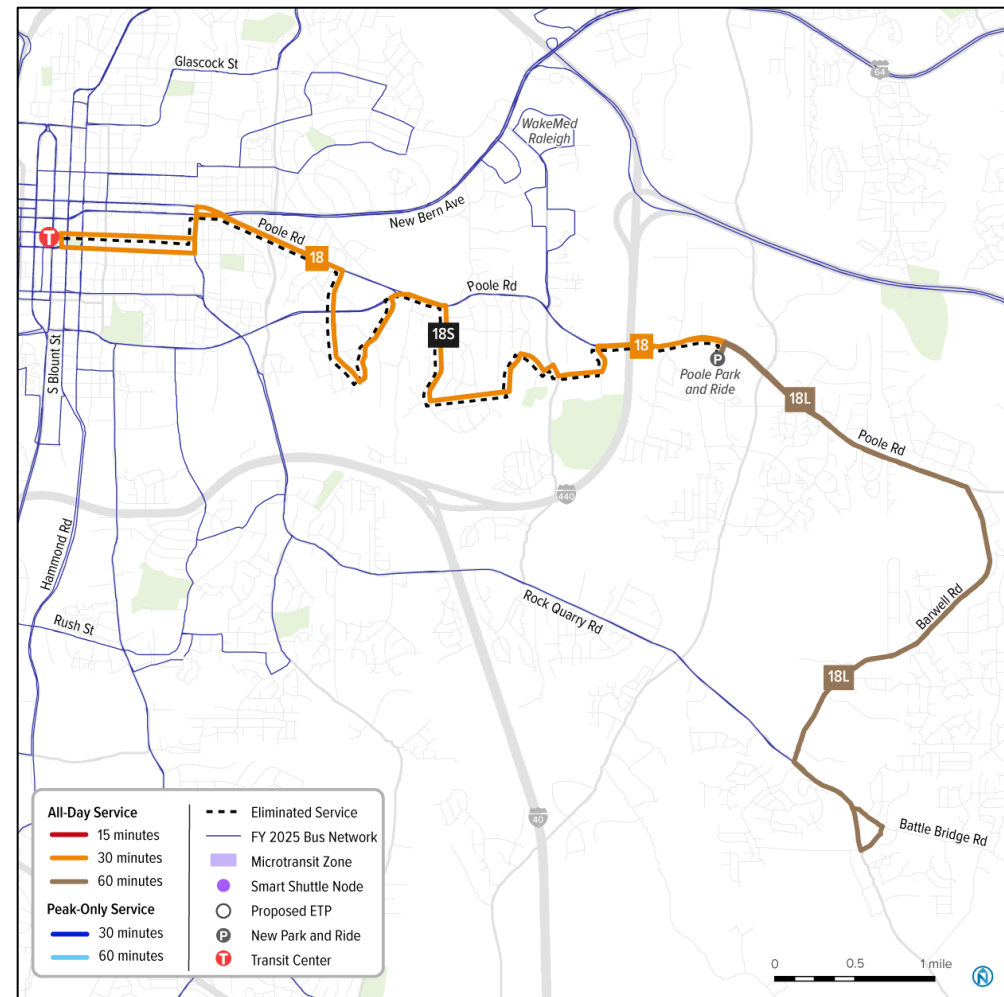 Glascock St
64
WakeMed
Raleigh
New Bern Ave
Poole Rd
T
18
Poole Rd
18S
18
P
Poole Park
and Ride
S Blount St
18L
Poole Rd
440
Hammond Rd
Rock Quarry Rd
Barwell Rd
Rush St
18L
40
Battle Bridge Rd
All-Day Service
15 minutes
30 minutes
60 minutes
Peak-Only Service
30 minutes
60 minutes
Eliminated Service
FY 2025 Bus Network
Microtransit Zone
Smart Shuttle Node
Proposed ETP
P New Park and Ride
T Transit Center
0 0.5 1 mile
N